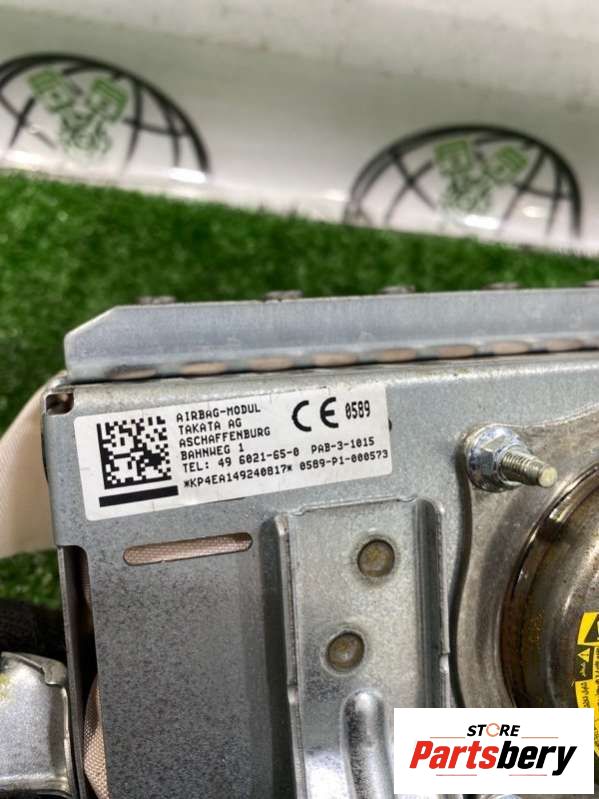 AIRBAG-MODUL
TAKATA AG
ASCHAFFENBURG
BAHNWEG 1
TEL: 49 6021-65-0 PAB-3-1015
*KP4EA149240817* 0589-P1-000573
CE 0589
STORE
Partsbery